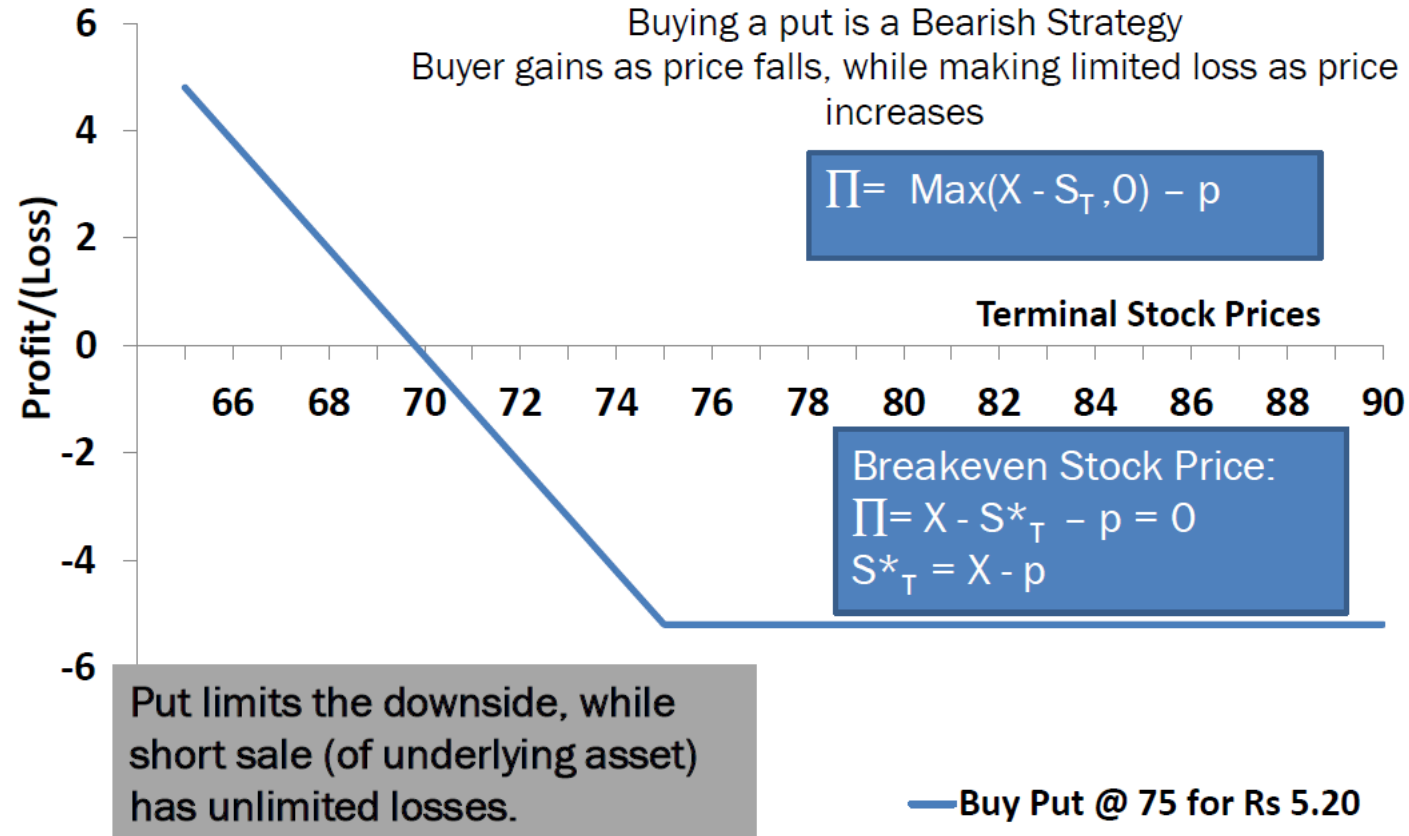 Buying a put is a Bearish Strategy
Buyer gains as price falls, while making limited loss as price
increases
6
4
2
0
-2
-4
-6
Profit/(Loss)
∏= Max(X - S_T ,0) – p
Terminal Stock Prices
66 68 70 72 74 76 78 80 82 84 86 88 90
Breakeven Stock Price:
∏= X - S*_T – p = 0
S*_T = X - p
Put limits the downside, while
short sale (of underlying asset)
has unlimited losses.
Buy Put @ 75 for Rs 5.20